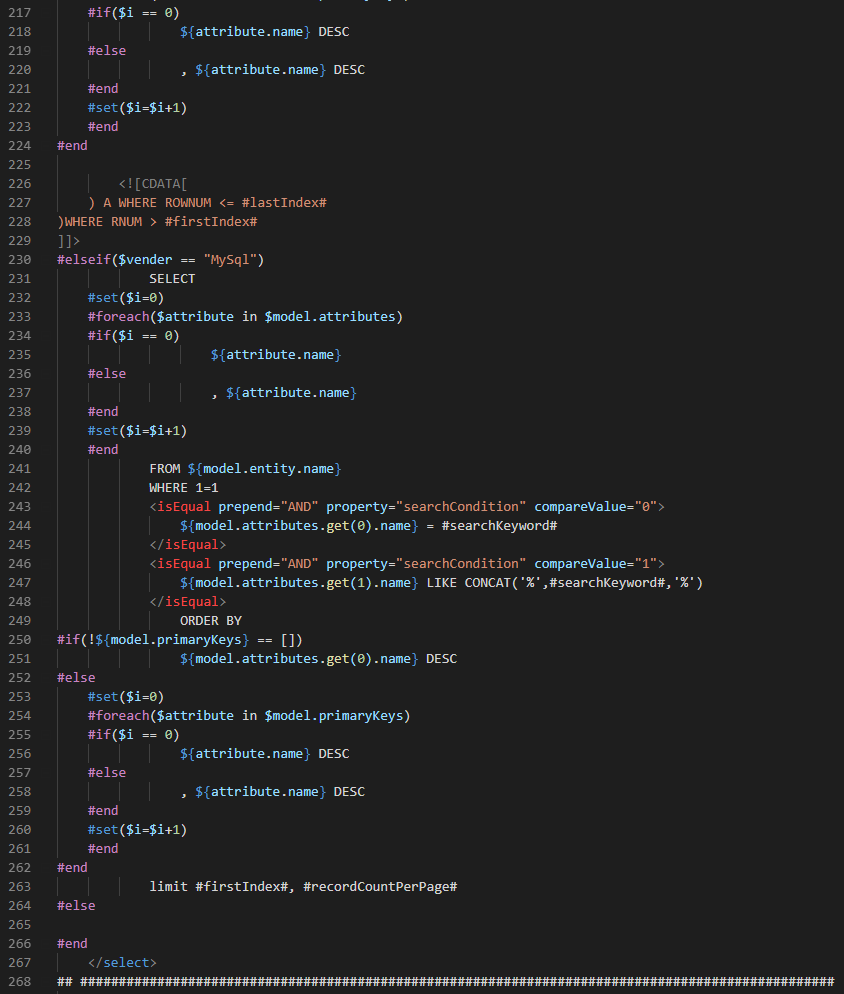 217 #if($i == 0)
218 ${attribute.name} DESC
219 #else
220 , ${attribute.name} DESC
221 #end
222 #set($i=$i+1)
223 #end
224 #end
225
226 <![CDATA[
227 ) A WHERE ROWNUM <= #lastIndex#
228 )WHERE RNUM > #firstIndex#
229 ]]>
230 #elseif($vender == "MySql")
231 SELECT
232 #set($i=0)
233 #foreach($attribute in $model.attributes)
234 #if($i == 0)
235 ${attribute.name}
236 #else
237 , ${attribute.name}
238 #end
239 #set($i=$i+1)
240 #end
241 FROM ${model.entity.name}
242 WHERE 1=1
243 <isEqual prepend="AND" property="searchCondition" compareValue="0">
244 ${model.attributes.get(0).name} = #searchKeyword#
245 </isEqual>
246 <isEqual prepend="AND" property="searchCondition" compareValue="1">
247 ${model.attributes.get(1).name} LIKE CONCAT('%',#searchKeyword#,'%')
248 </isEqual>
249 ORDER BY
250 #if(!${model.primaryKeys} == [])
251 ${model.attributes.get(0).name} DESC
252 #else
253 #set($i=0)
254 #foreach($attribute in $model.primaryKeys)
255 #if($i == 0)
256 ${attribute.name} DESC
257 #else
258 , ${attribute.name} DESC
259 #end
260 #set($i=$i+1)
261 #end
262 #end
263 limit #firstIndex#, #recordCountPerPage#
264 #else
265
266 #end
267 </select>
268 ## ##################################################################################################